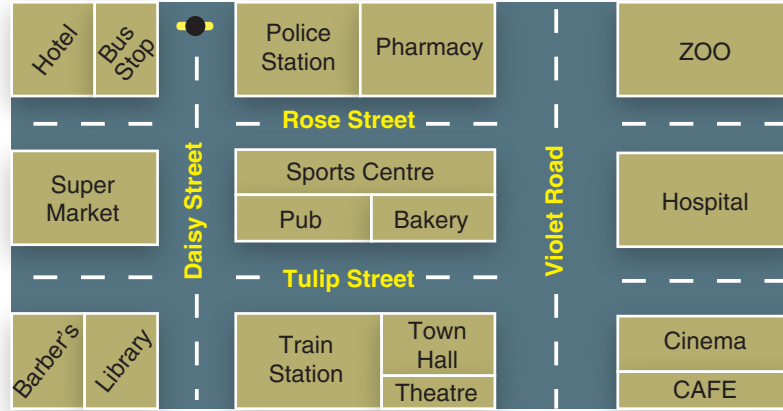 Hotel
Bus
Stop
Police
Station
Pharmacy
ZOO
Rose Street
Super
Market
Daisy Street
Sports Centre
Pub
Bakery
Violet Road
Hospital
Tulip Street
Barber's
Library
Train
Station
Town
Hall
Theatre
Cinema
CAFE